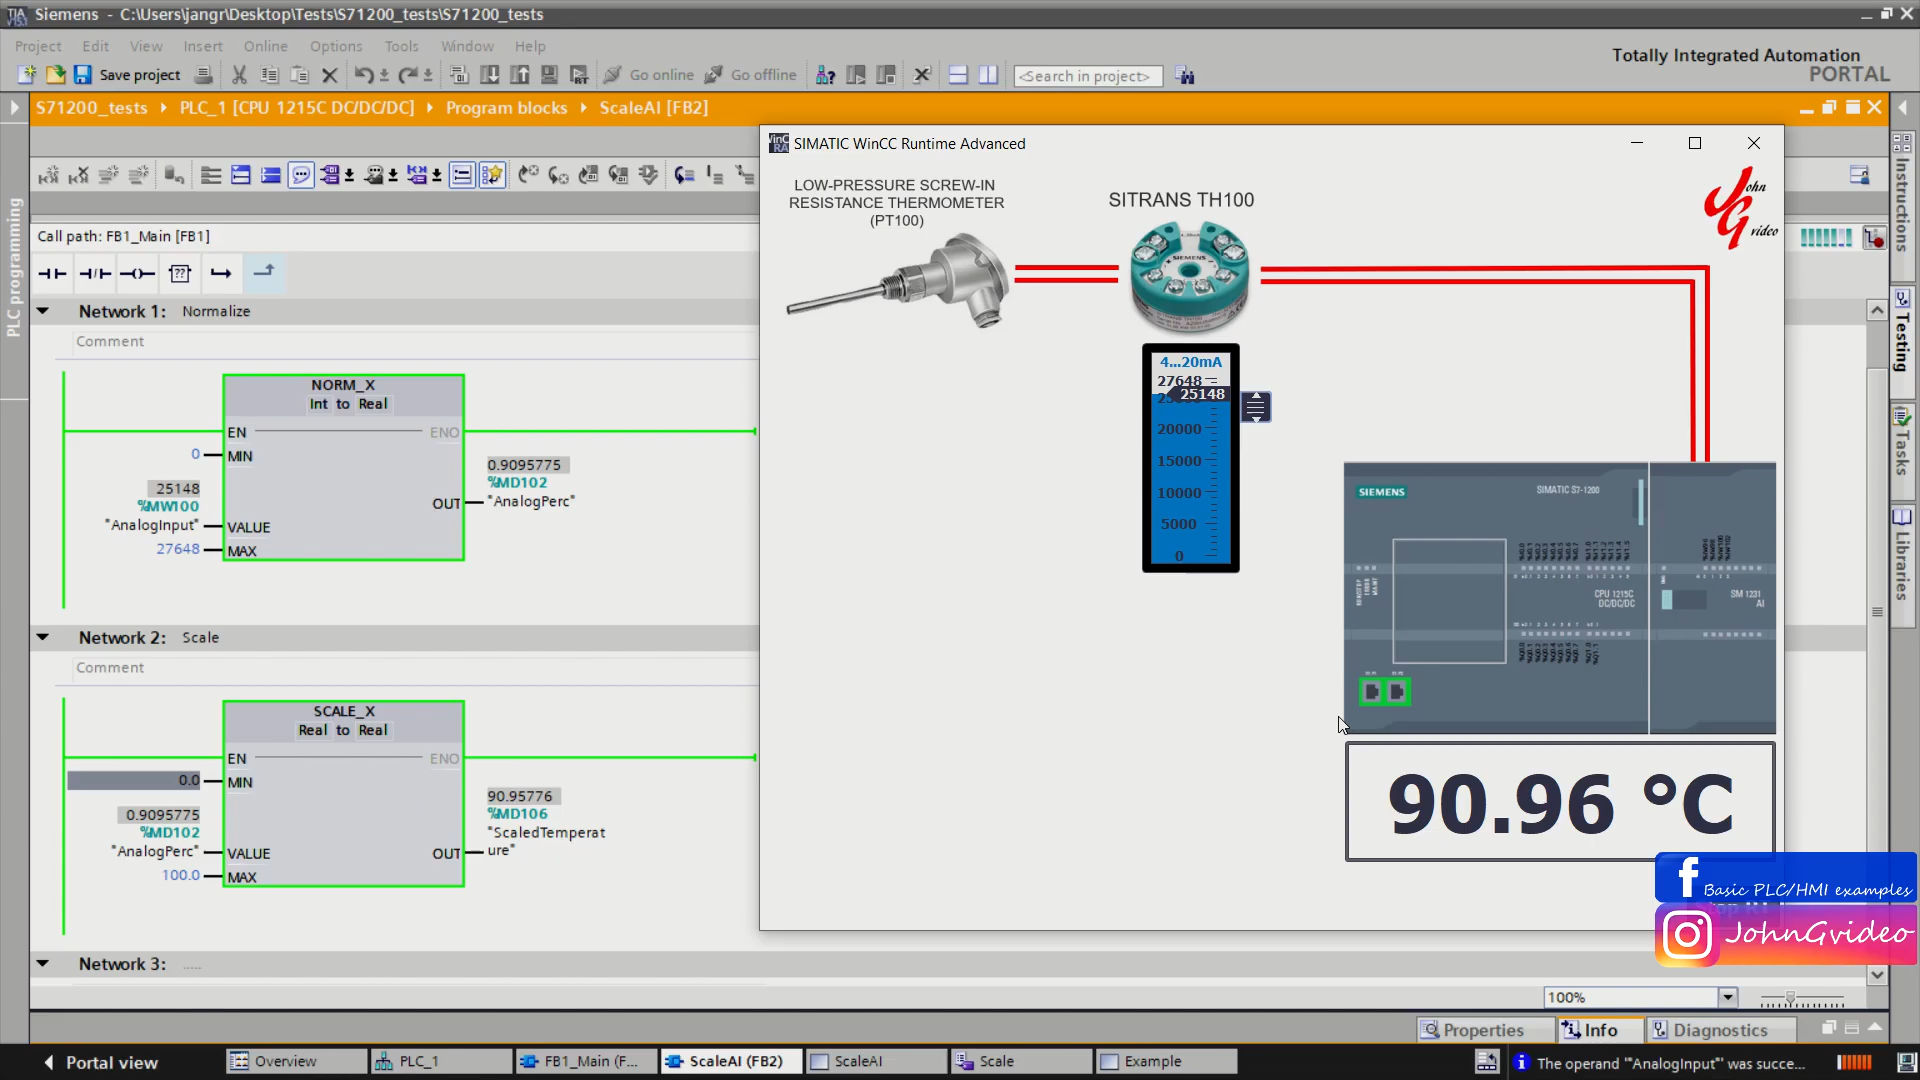 Siemens - C:\Users\jangr\Desktop\Tests\S71200_tests\S71200_tests
Project Edit View Insert Online Options Tools Window Help
Totally Integrated Automation
PORTAL
Save project
Go online
Go offline
<Search in project>
S71200_tests PLC_1 [CPU 1215C DC/DC/DC] Program blocks ScaleAI [FB2]
PLC programming
Call path: FB1_Main [FB1]
Network 1: Normalize
Comment
NORM_X
Int to Real
EN ENO
0 MIN
25148
%MW100
"AnalogInput" VALUE
27648 MAX
0.9095775
%MD102
OUT "AnalogPerc"
Network 2: Scale
Comment
SCALE_X
Real to Real
EN ENO
0.0 MIN
0.9095775
%MD102
"AnalogPerc" VALUE
100.0 MAX
90.95776
%MD106
"ScaledTemperat
OUT ure"
Network 3: .....
SIMATIC WinCC Runtime Advanced
LOW-PRESSURE SCREW-IN
RESISTANCE THERMOMETER
(PT100)
SITRANS TH100
SIEMENS
John
G video
4...20mA
27648
25148
20000
15000
10000
5000
0
SIEMENS
SIMATIC S7-1200
CPU 1215C
DC/DC/DC
SM 1231
AI
90.96 °C
Basic PLC/HMI examples
JohnGvideo
Instructions
Testing
Tasks
Libraries
100%
Properties Info Diagnostics
Portal view
Overview PLC_1 FB1_Main (F... ScaleAI (FB2) ScaleAI Scale Example
The operand '"AnalogInput"' was succe...